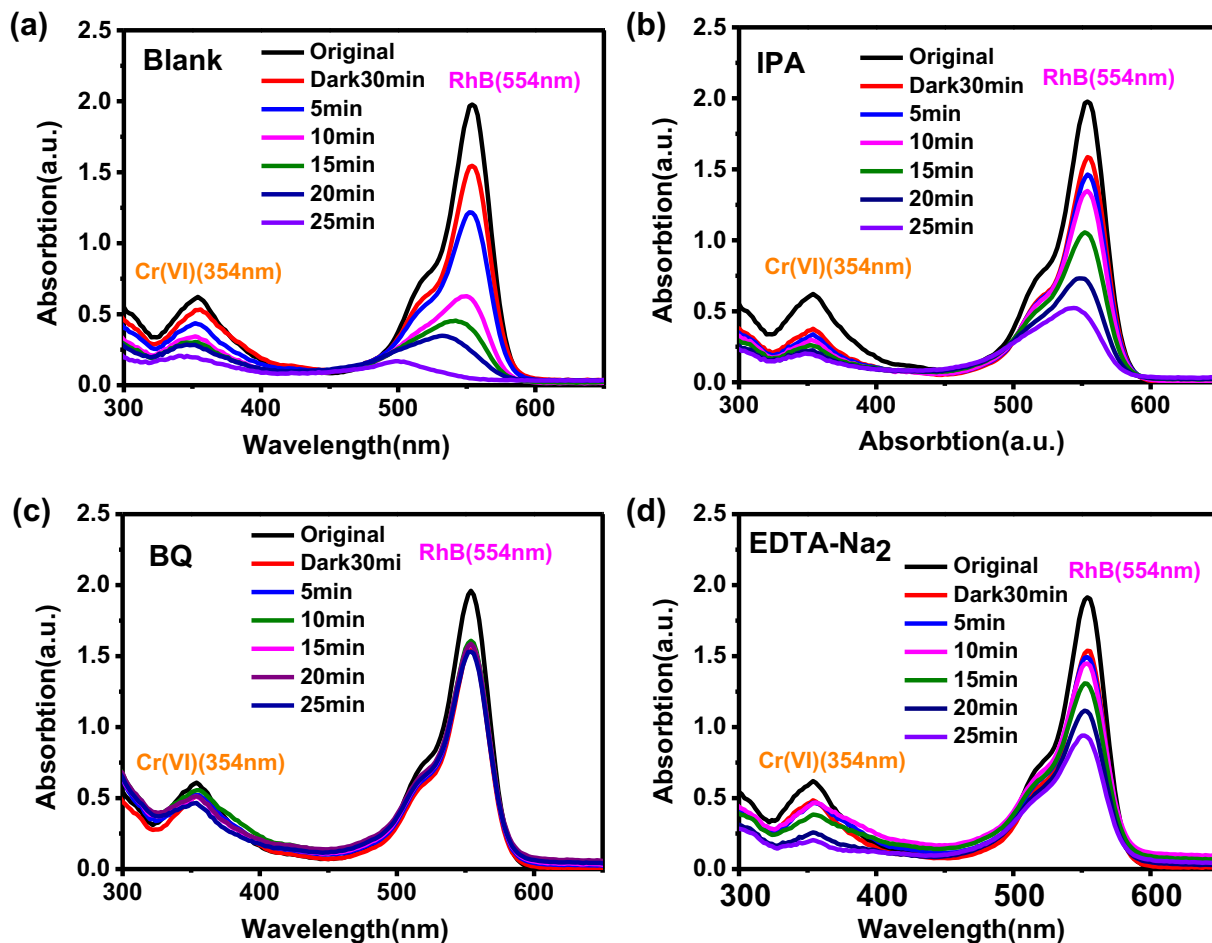 (a)
Blank
Original
Dark30min
5min
10min
15min
20min
25min
RhB(554nm)
Cr(VI)(354nm)
Absorbtion(a.u.)
2.5
2.0
1.5
1.0
0.5
0.0
300 400 500 600
Wavelength(nm)
(b)
IPA
Original
Dark30min
5min
10min
15min
20min
25min
RhB(554nm)
Cr(VI)(354nm)
Absorbtion(a.u.)
2.5
2.0
1.5
1.0
0.5
0.0
300 400 500 600
Absorbtion(a.u.)
(c)
BQ
Original
Dark30mi
5min
10min
15min
20min
25min
RhB(554nm)
Cr(VI)(354nm)
Absorbtion(a.u.)
2.5
2.0
1.5
1.0
0.5
0.0
300 400 500 600
Wavelength(nm)
(d)
EDTA-Na2
Original
Dark30min
5min
10min
15min
20min
25min
RhB(554nm)
Cr(VI)(354nm)
Absorbtion(a.u.)
2.5
2.0
1.5
1.0
0.5
0.0
300 400 500 600
Wavelength(nm)